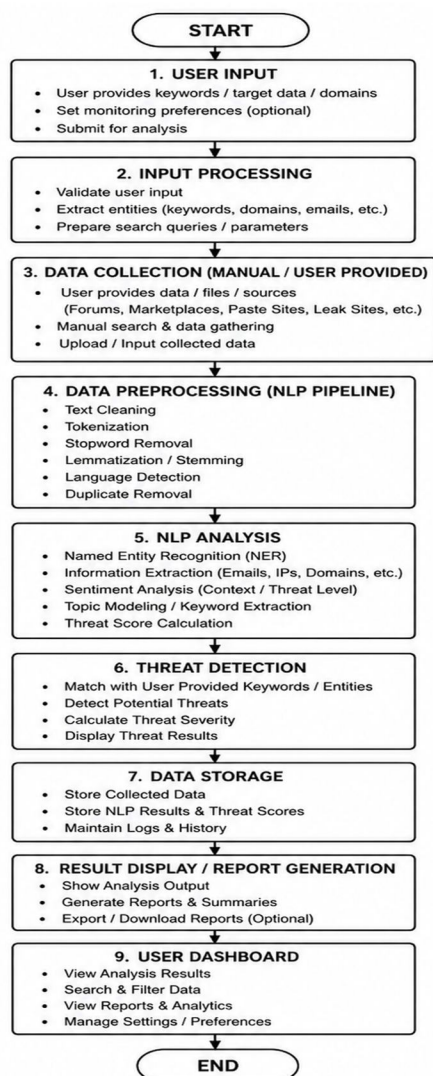 START
1. USER INPUT
• User provides keywords / target data / domains
• Set monitoring preferences (optional)
• Submit for analysis
2. INPUT PROCESSING
• Validate user input
• Extract entities (keywords, domains, emails, etc.)
• Prepare search queries / parameters
3. DATA COLLECTION (MANUAL / USER PROVIDED)
• User provides data / files / sources
(Forums, Marketplaces, Paste Sites, Leak Sites, etc.)
• Manual search & data gathering
• Upload / Input collected data
4. DATA PREPROCESSING (NLP PIPELINE)
• Text Cleaning
• Tokenization
• Stopword Removal
• Lemmatization / Stemming
• Language Detection
• Duplicate Removal
5. NLP ANALYSIS
• Named Entity Recognition (NER)
• Information Extraction (Emails, IPs, Domains, etc.)
• Sentiment Analysis (Context / Threat Level)
• Topic Modeling / Keyword Extraction
• Threat Score Calculation
6. THREAT DETECTION
• Match with User Provided Keywords / Entities
• Detect Potential Threats
• Calculate Threat Severity
• Display Threat Results
7. DATA STORAGE
• Store Collected Data
• Store NLP Results & Threat Scores
• Maintain Logs & History
8. RESULT DISPLAY / REPORT GENERATION
• Show Analysis Output
• Generate Reports & Summaries
• Export / Download Reports (Optional)
9. USER DASHBOARD
• View Analysis Results
• Search & Filter Data
• View Reports & Analytics
• Manage Settings / Preferences
END